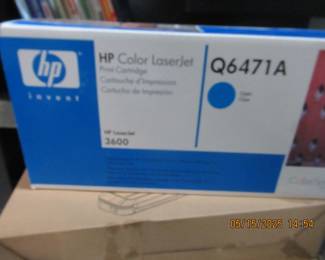 hp
invent
HP Color LaserJet
Print Cartridge
Cartouche d'impression
Cartucho de impresión
HP LaserJet
3600
Q6471A
Cyan
05/15/2025 14:54